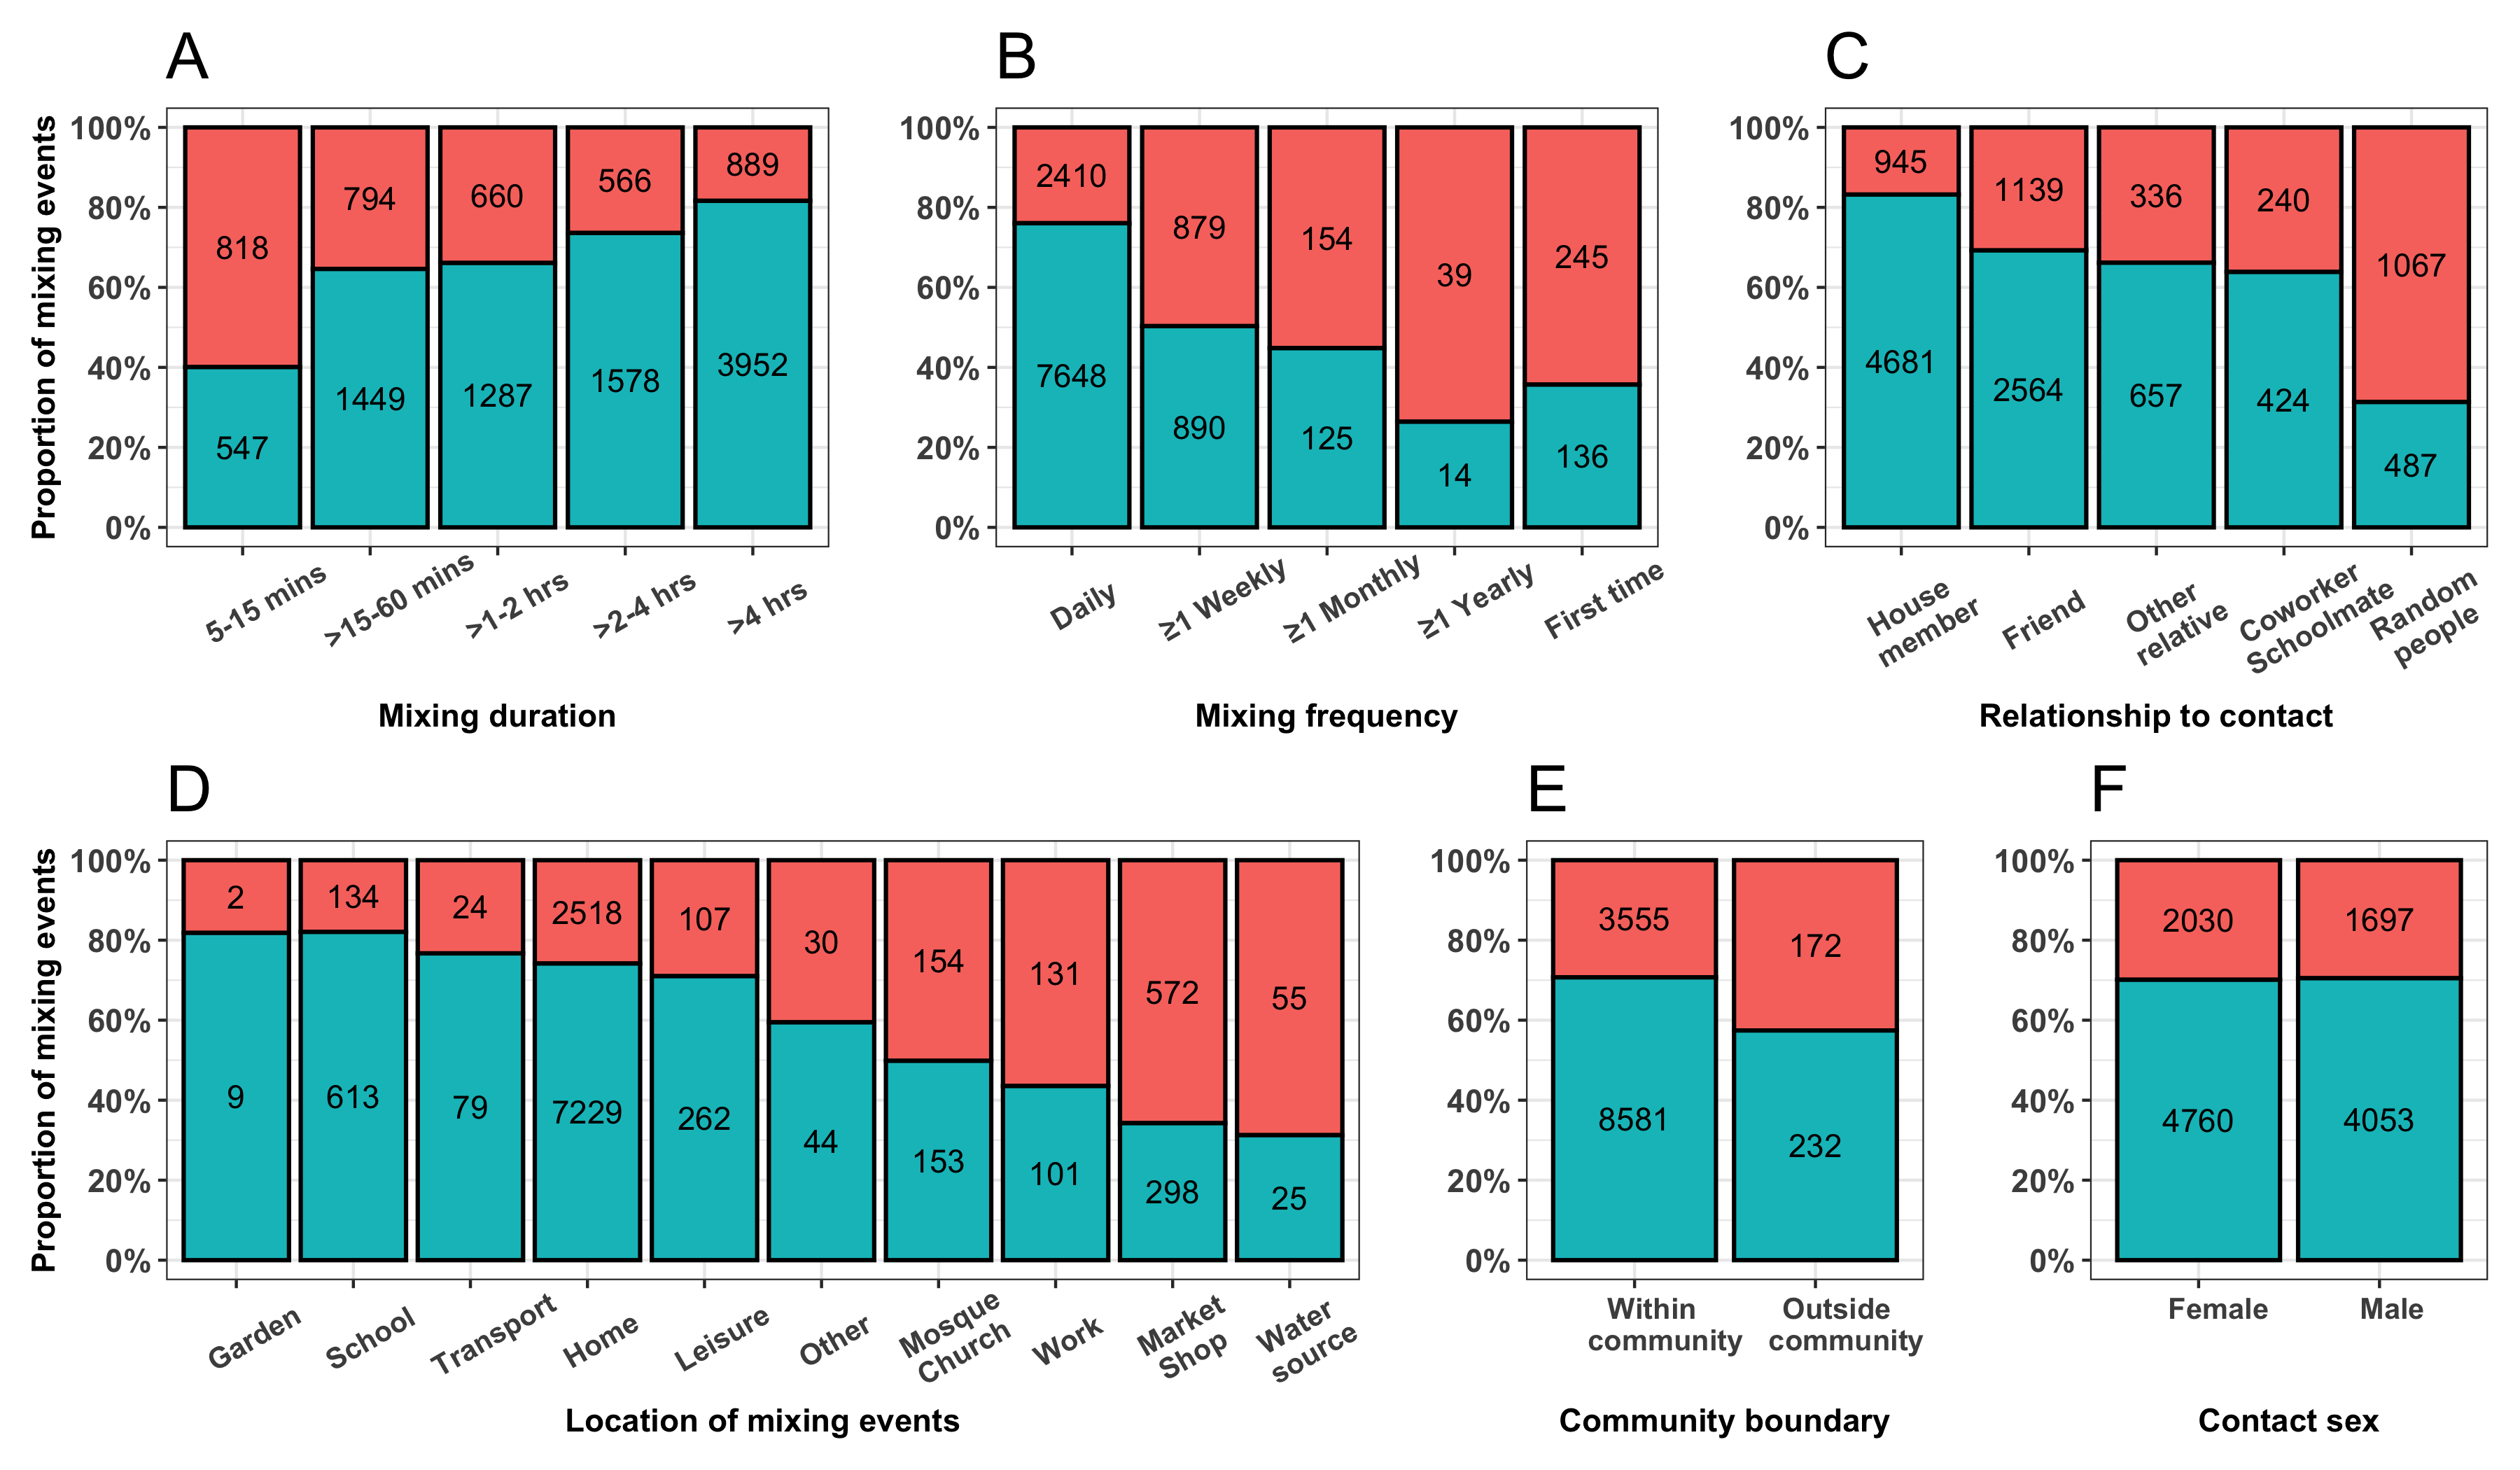 A
B
C
Proportion of mixing events
100%
80%
60%
40%
20%
0%
818
794
660
566
889
547
1449
1287
1578
3952
5-15 mins
>15-60 mins
>1-2 hrs
>2-4 hrs
>4 hrs
Mixing duration
100%
80%
60%
40%
20%
0%
2410
879
154
39
245
7648
890
125
14
136
Daily
≥1 Weekly
≥1 Monthly
≥1 Yearly
First time
Mixing frequency
100%
80%
60%
40%
20%
0%
945
1139
336
240
1067
4681
2564
657
424
487
House
member
Friend
Other
relative
Coworker
Schoolmate
Random
people
Relationship to contact
D
E
F
Proportion of mixing events
100%
80%
60%
40%
20%
0%
2
134
24
2518
107
30
154
131
572
55
9
613
79
7229
262
44
153
101
298
25
Garden
School
Transport
Home
Leisure
Other
Mosque
Church
Work
Market
Shop
Water
source
Location of mixing events
100%
80%
60%
40%
20%
0%
3555
172
8581
232
Within
community
Outside
community
Community boundary
100%
80%
60%
40%
20%
0%
2030
1697
4760
4053
Female
Male
Contact sex